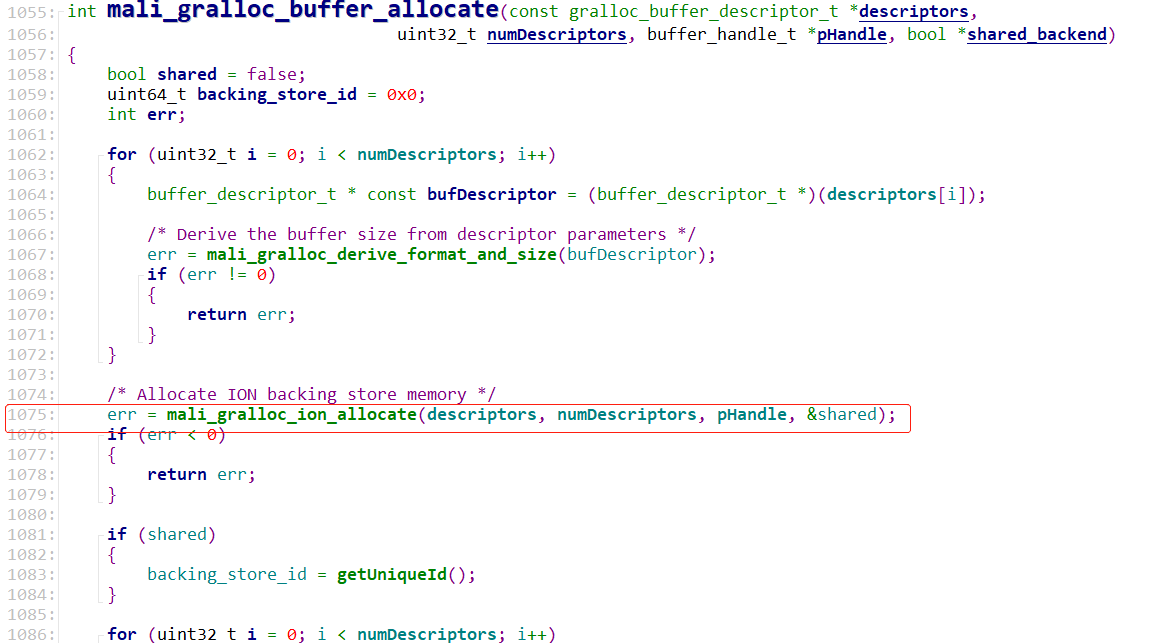 1055: int mali_gralloc_buffer_allocate(const gralloc_buffer_descriptor_t *descriptors,
1056: uint32_t numDescriptors, buffer_handle_t *pHandle, bool *shared_backend)
1057: {
1058: bool shared = false;
1059: uint64_t backing_store_id = 0x0;
1060: int err;
1061:
1062: for (uint32_t i = 0; i < numDescriptors; i++)
1063: {
1064: buffer_descriptor_t * const bufDescriptor = (buffer_descriptor_t *)(descriptors[i]);
1065:
1066: /* Derive the buffer size from descriptor parameters */
1067: err = mali_gralloc_derive_format_and_size(bufDescriptor);
1068: if (err != 0)
1069: {
1070: return err;
1071: }
1072: }
1073:
1074: /* Allocate ION backing store memory */
1075: err = mali_gralloc_ion_allocate(descriptors, numDescriptors, pHandle, &shared);
1076: if (err < 0)
1077: {
1078: return err;
1079: }
1080:
1081: if (shared)
1082: {
1083: backing_store_id = getUniqueId();
1084: }
1085:
1086: for (uint32_t i = 0; i < numDescriptors; i++)